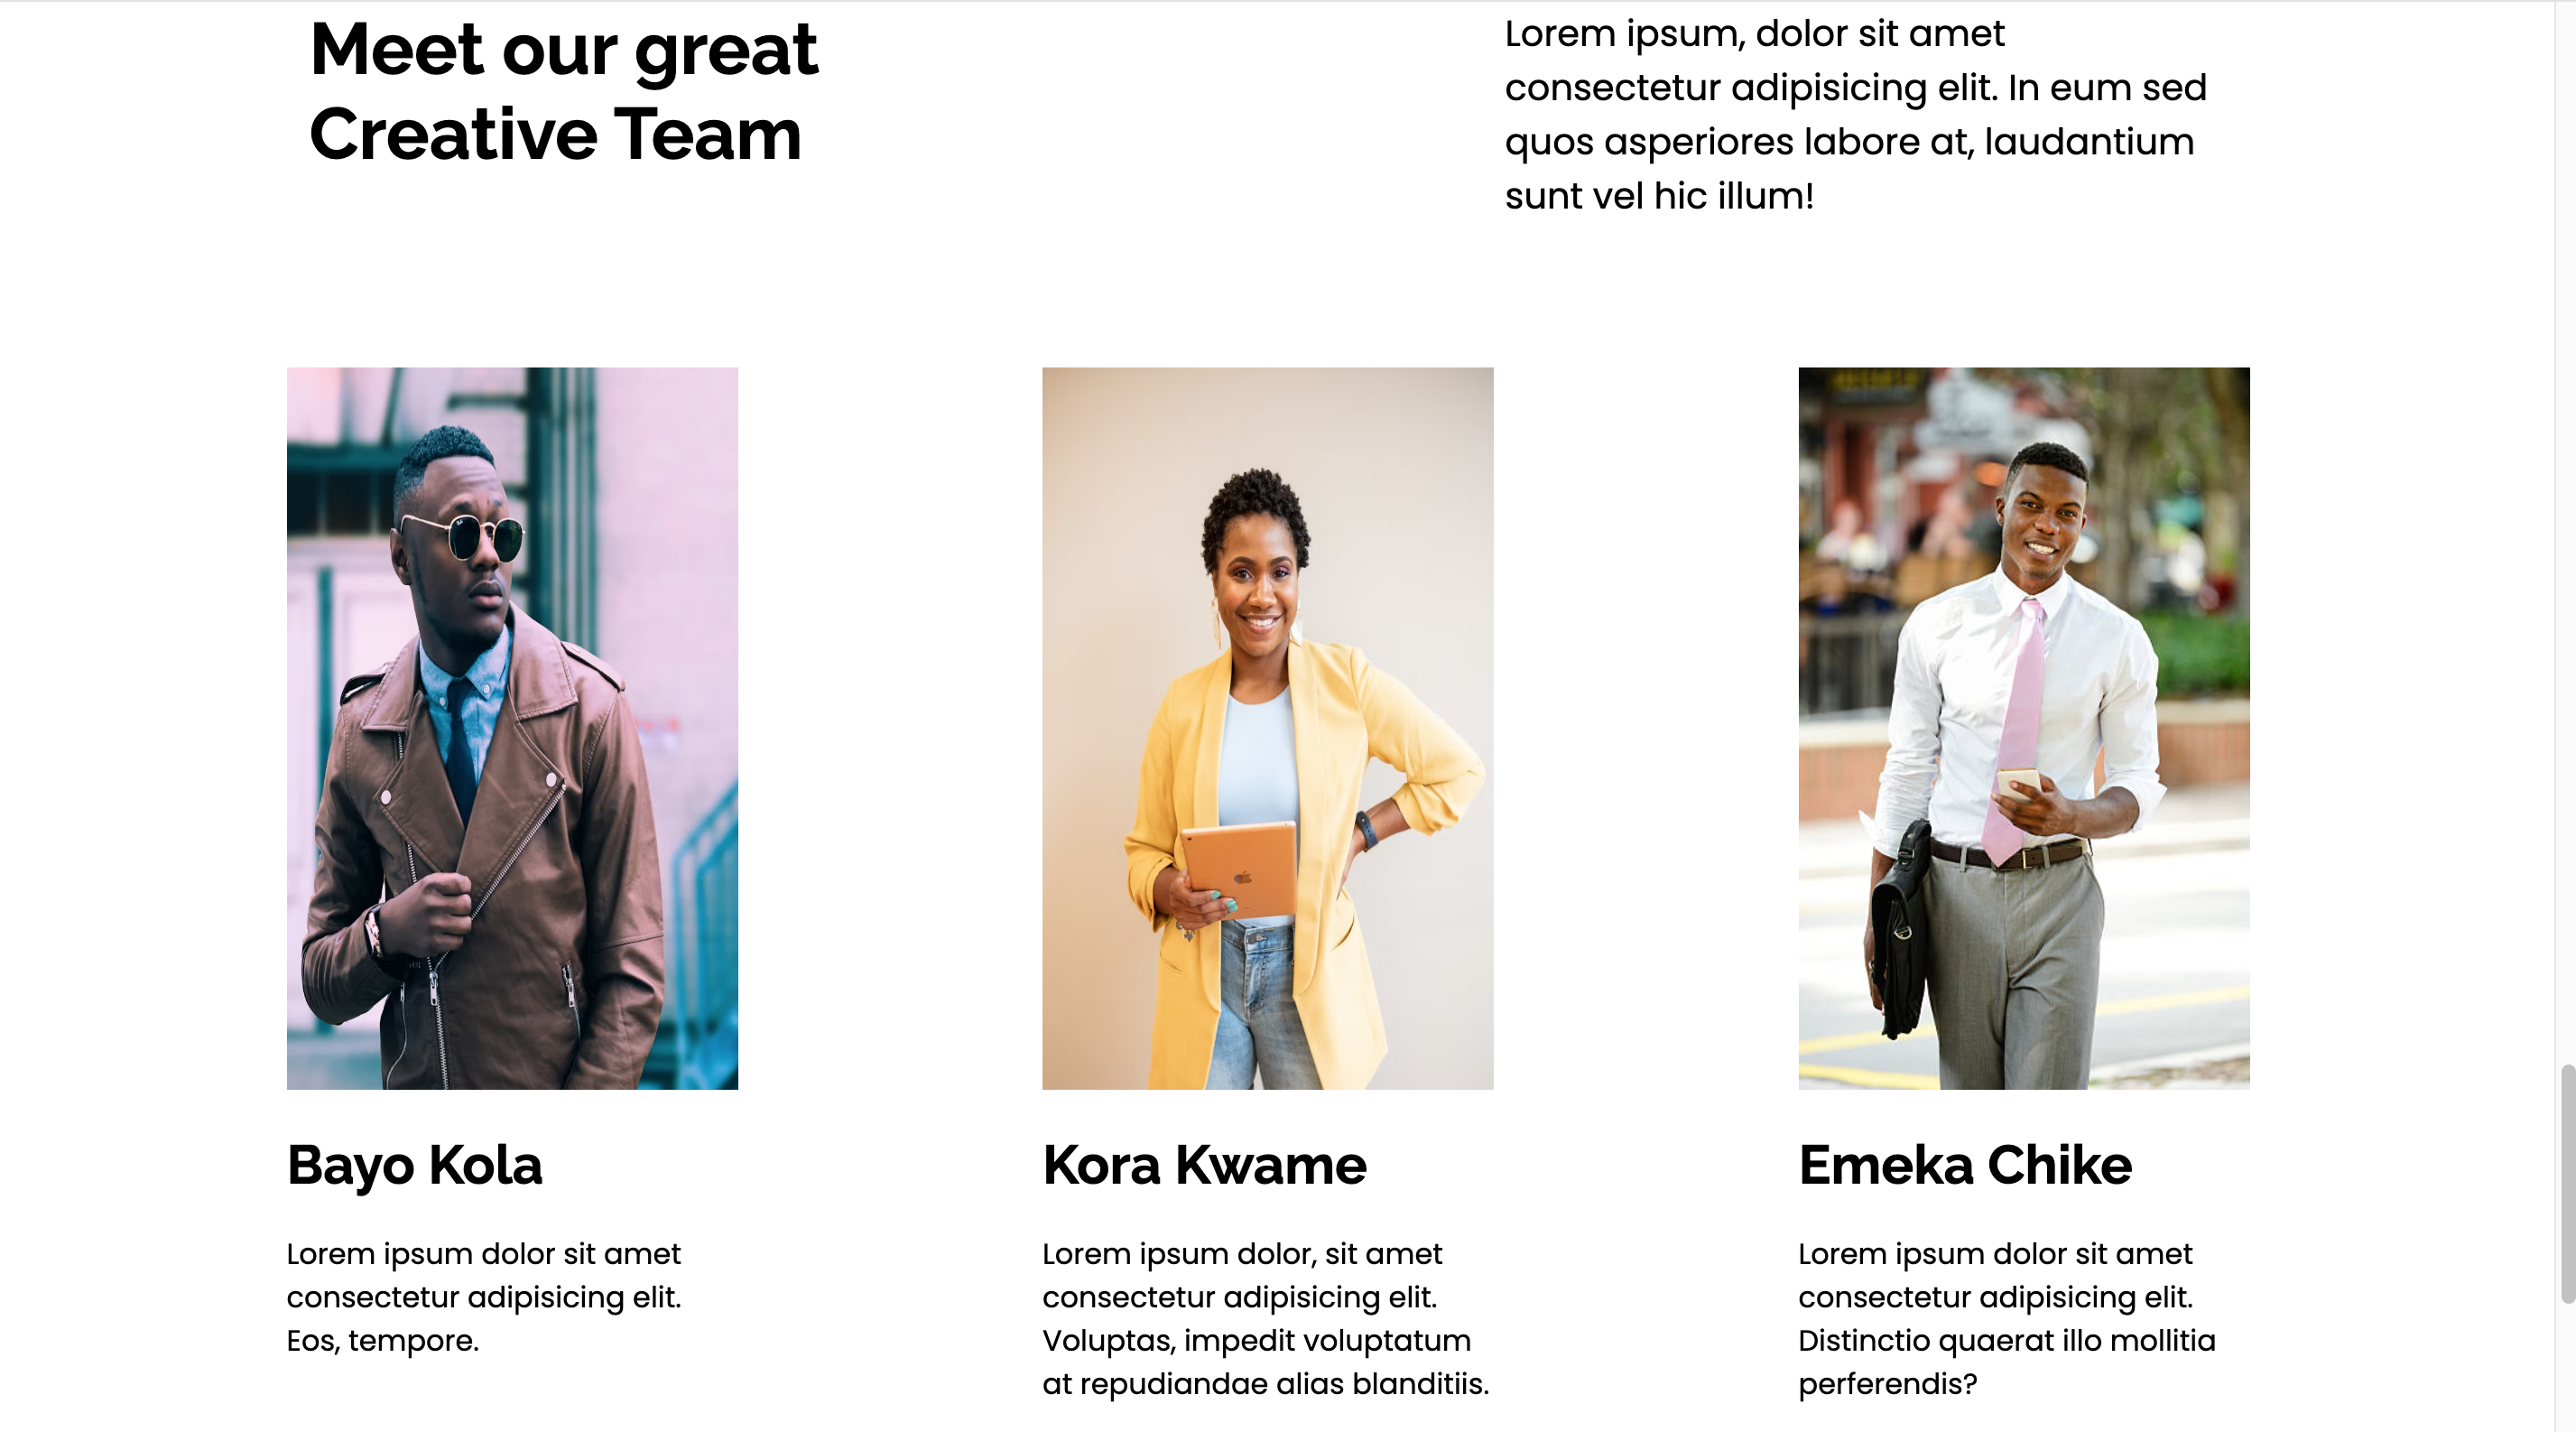 Meet our great
Creative Team
Lorem ipsum, dolor sit amet
consectetur adipisicing elit. In eum sed
quos asperiores labore at, laudantium
sunt vel hic illum!
Bayo Kola
Lorem ipsum dolor sit amet
consectetur adipisicing elit.
Eos, tempore.
Kora Kwame
Lorem ipsum dolor, sit amet
consectetur adipisicing elit.
Voluptas, impedit voluptatum
at repudiandae alias blanditiis.
Emeka Chike
Lorem ipsum dolor sit amet
consectetur adipisicing elit.
Distinctio quaerat illo mollitia
perferendis?